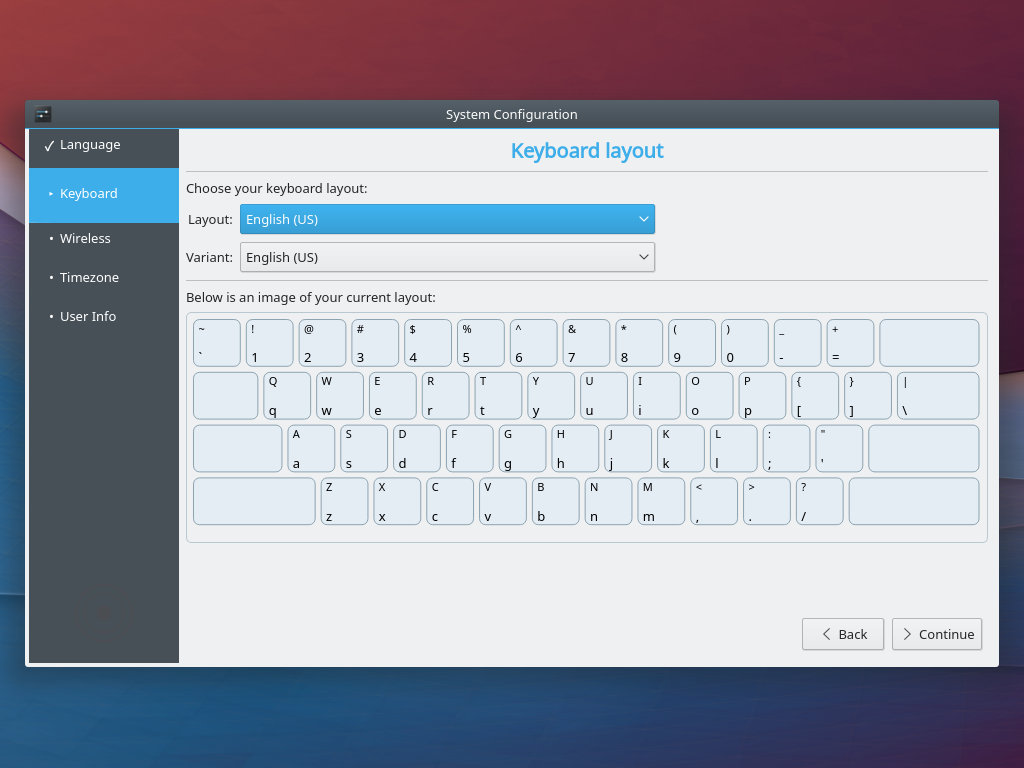 System Configuration
✓ Language
▸ Keyboard
• Wireless
• Timezone
• User Info
Keyboard layout
Choose your keyboard layout:
Layout: English (US)
Variant: English (US)
Below is an image of your current layout:
~ ! @ # $ % ^ & * ( ) _ +
` 1 2 3 4 5 6 7 8 9 0 - =
Q W E R T Y U I O P { } |
q w e r t y u i o p [ ] \
A S D F G H J K L : "
a s d f g h j k l ; '
Z X C V B N M < > ?
z x c v b n m , . /
Back Continue